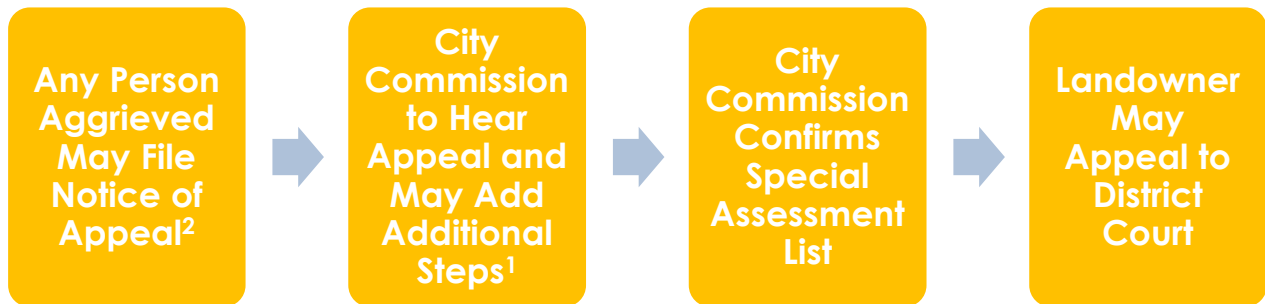 Any Person
Aggrieved
May File
Notice of
Appeal²
City
Commission
to Hear
Appeal and
May Add
Additional
Steps¹
City
Commission
Confirms
Special
Assessment
List
Landowner
May
Appeal to
District
Court